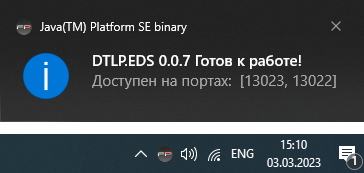 Java(TM) Platform SE binary
DTLP.EDS 0.0.7 Готов к работе!
Доступен на портах: [13023, 13022]
ENG
15:10
03.03.2023
1